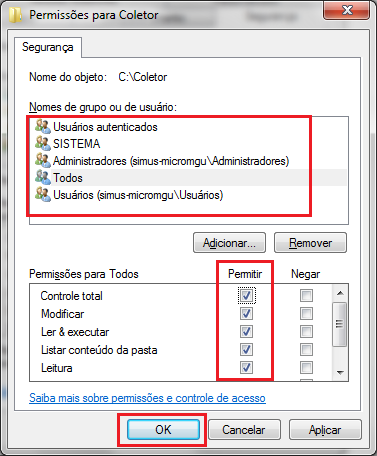 Permissões para Coletor
Segurança
Nome do objeto: C:\Coletor
Nomes de grupo ou de usuário:
Usuários autenticados
SISTEMA
Administradores (simus-micromgu\Administradores)
Todos
Usuários (simus-micromgu\Usuários)
Adicionar... Remover
Permissões para Todos Permitir Negar
Controle total
Modificar
Ler & executar
Listar conteúdo da pasta
Leitura
Saiba mais sobre permissões e controle de acesso
OK Cancelar Aplicar